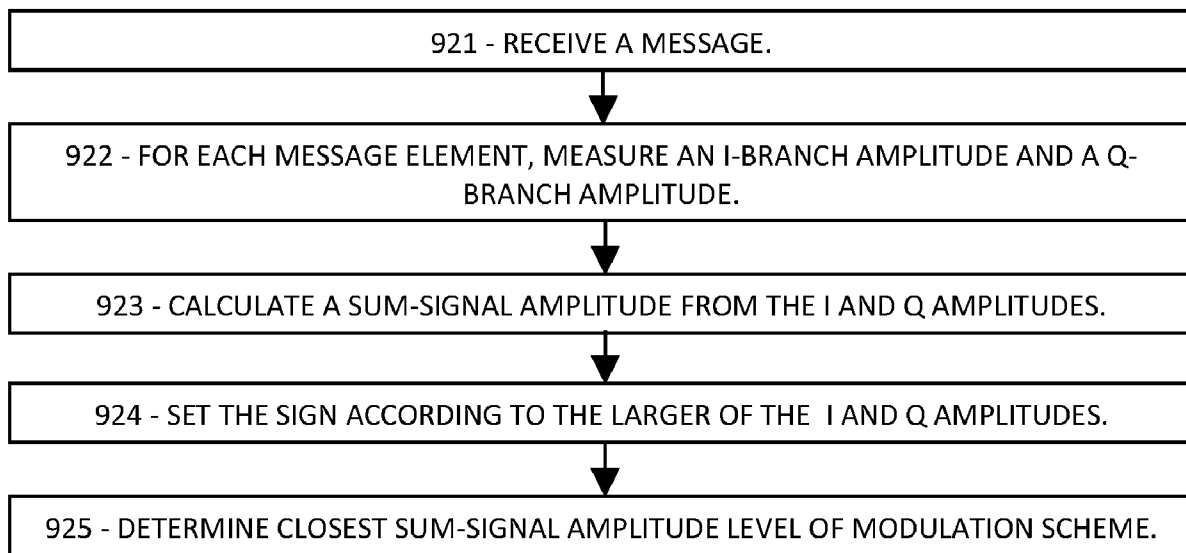 921 - RECEIVE A MESSAGE.
922 - FOR EACH MESSAGE ELEMENT, MEASURE AN I-BRANCH AMPLITUDE AND A Q-
BRANCH AMPLITUDE.
923 - CALCULATE A SUM-SIGNAL AMPLITUDE FROM THE I AND Q AMPLITUDES.
924 - SET THE SIGN ACCORDING TO THE LARGER OF THE I AND Q AMPLITUDES.
925 - DETERMINE CLOSEST SUM-SIGNAL AMPLITUDE LEVEL OF MODULATION SCHEME.